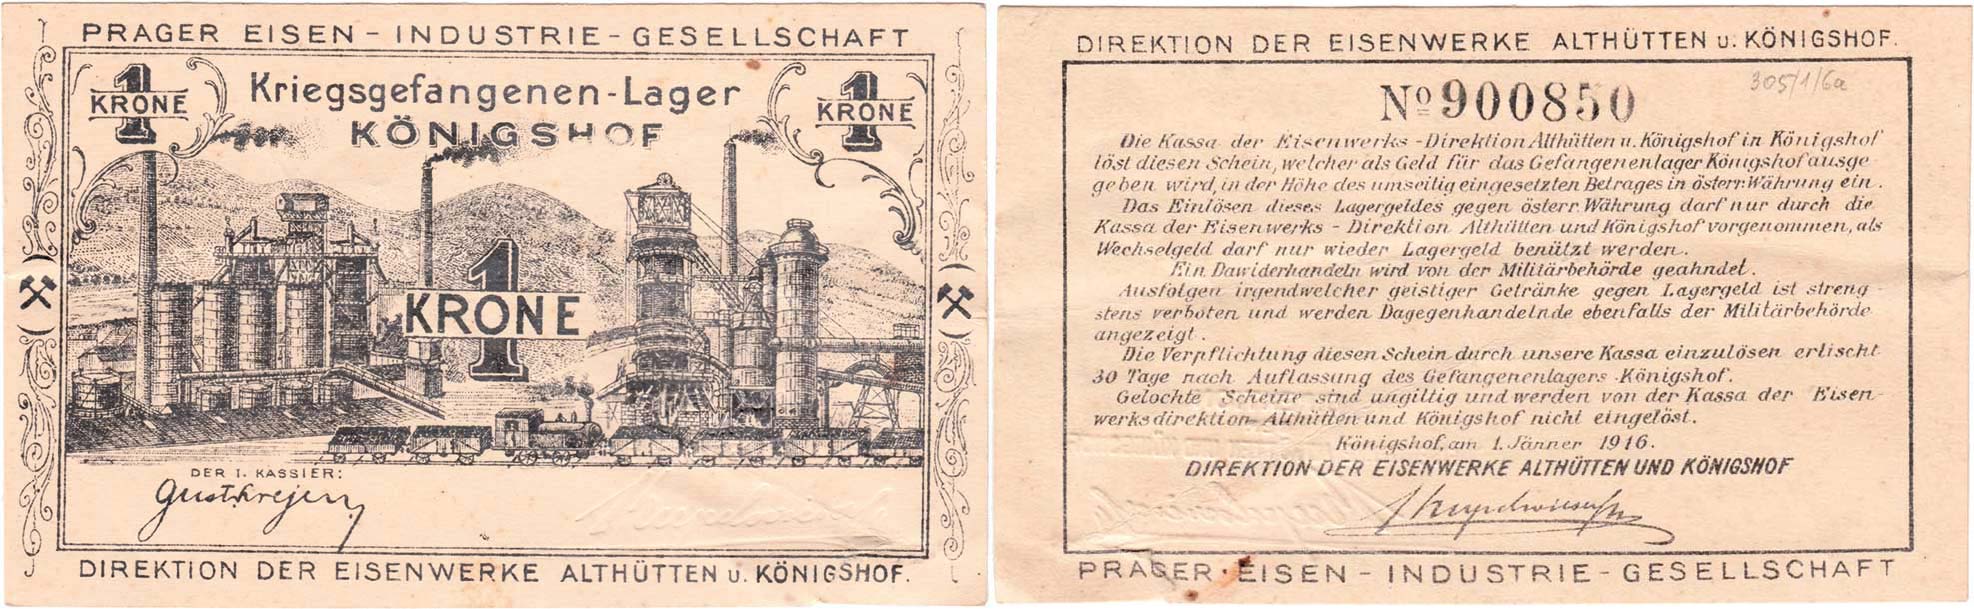 PRAGER EISEN - INDUSTRIE - GESELLSCHAFT
1 KRONE
Kriegsgefangenen-Lager
KÖNIGSHOF
1 KRONE
1 KRONE
DER I. KASSIER:
DIREKTION DER EISENWERKE ALTHÜTTEN u. KÖNIGSHOF.
DIREKTION DER EISENWERKE ALTHÜTTEN u. KÖNIGSHOF.
305/1/6a
No 900850
Die Kassa der Eisenwerks-Direktion Althütten u. Königshof in Königshof
löst diesen Schein, welcher als Geld für das Gefangenenlager Königshof ausge-
geben wird, in der Höhe des umseitig eingesetzten Betrages in österr. Währung ein.
Das Einlösen dieses Lagergeldes gegen österr. Währung darf nur durch die
Kassa der Eisenwerks - Direktion Althütten und Königshof vorgenommen, als
Wechselgeld darf nur wieder Lagergeld benützt werden.
Ein Dawiderhandeln wird von der Militärbehörde geahndet.
Ausfolgen irgendwelcher geistiger Getränke gegen Lagergeld ist streng-
stens verboten und werden Dagegenhandelnde ebenfalls der Militärbehörde
angezeigt.
Die Verpflichtung diesen Schein durch unsere Kassa einzulösen erlischt
30 Tage nach Auflassung des Gefangenenlagers Königshof.
Gelochte Scheine sind ungiltig und werden von der Kassa der Eisen-
werksdirektion Althütten und Königshof nicht eingelöst.
Königshof, am 1. Jänner 1916.
DIREKTION DER EISENWERKE ALTHÜTTEN UND KÖNIGSHOF
PRAGER EISEN - INDUSTRIE - GESELLSCHAFT